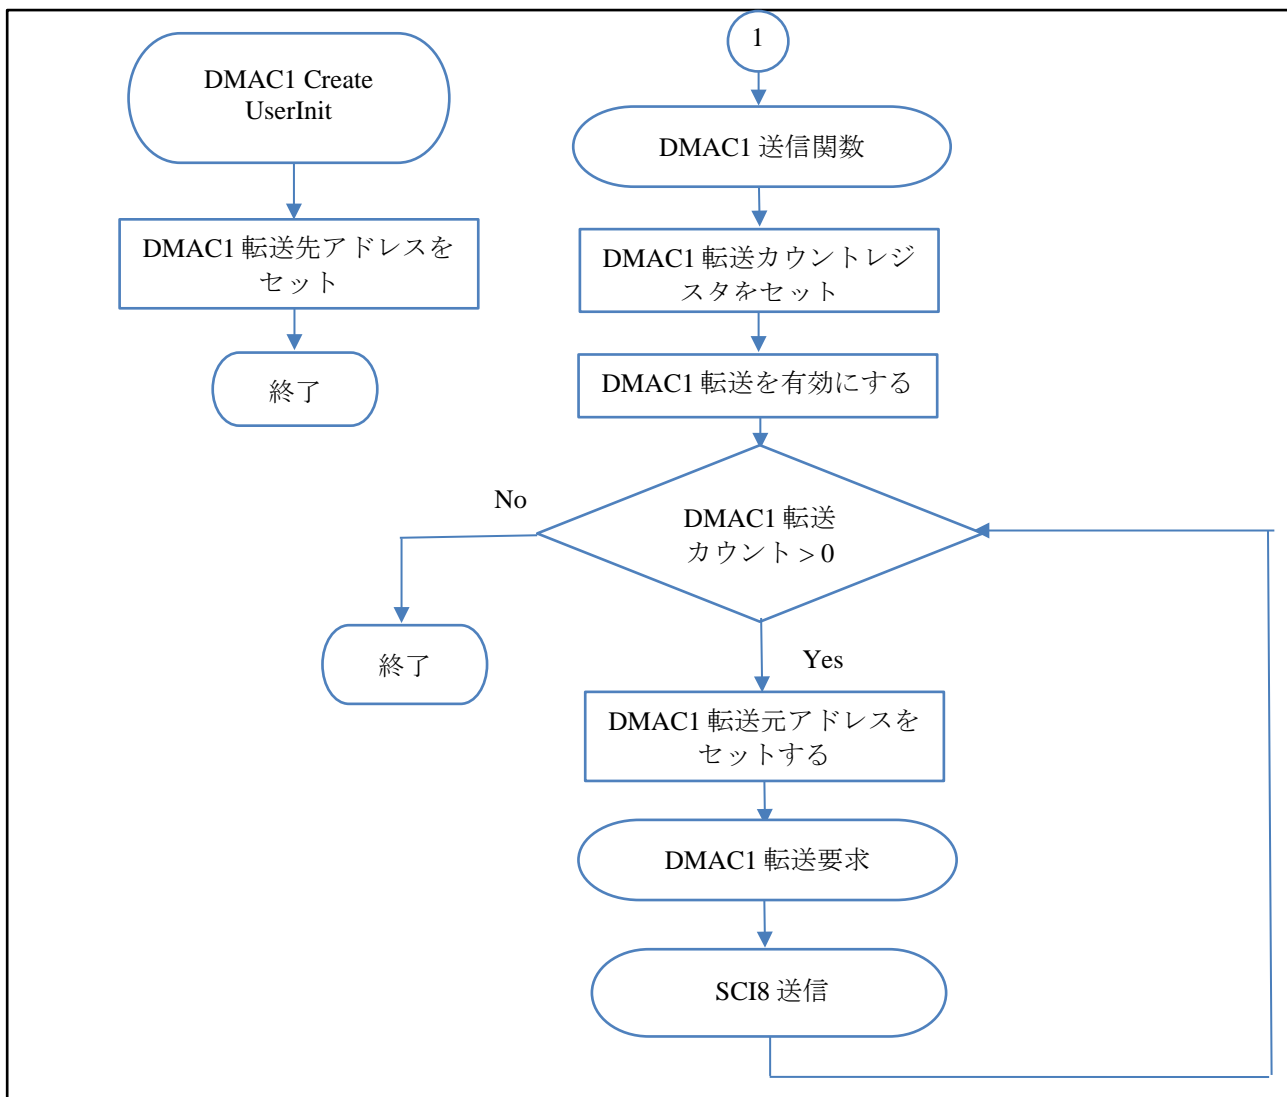 DMAC1 Create
UserInit
DMAC1 転送先アドレスを
セット
終了
1
DMAC1 送信関数
DMAC1 転送カウントレジ
スタをセット
DMAC1 転送を有効にする
DMAC1 転送
カウント > 0
No
終了
Yes
DMAC1 転送元アドレスを
セットする
DMAC1 転送要求
SCI8 送信